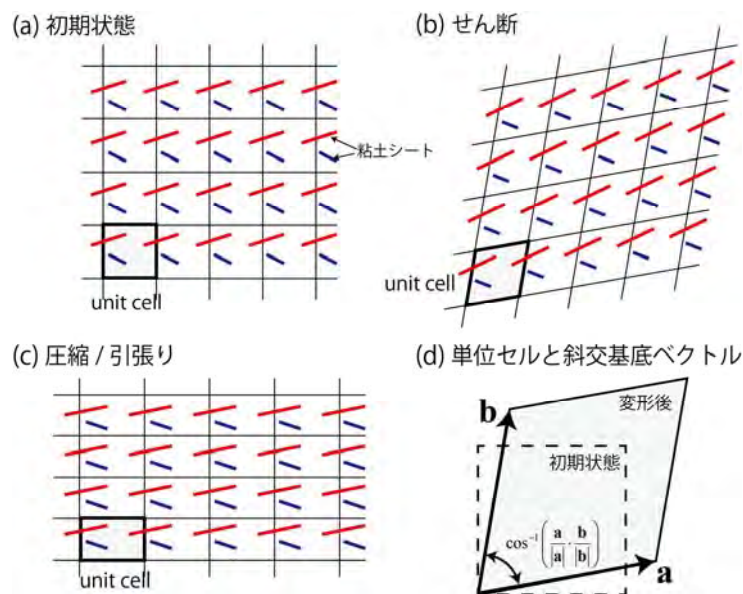 (a) 初期状態
粘土シート
unit cell
(b) せん断
unit cell
(c) 圧縮 / 引張り
unit cell
(d) 単位セルと斜交基底ベクトル
変形後
b
初期状態
cos⁻¹(a/|a| · b/|b|)
a